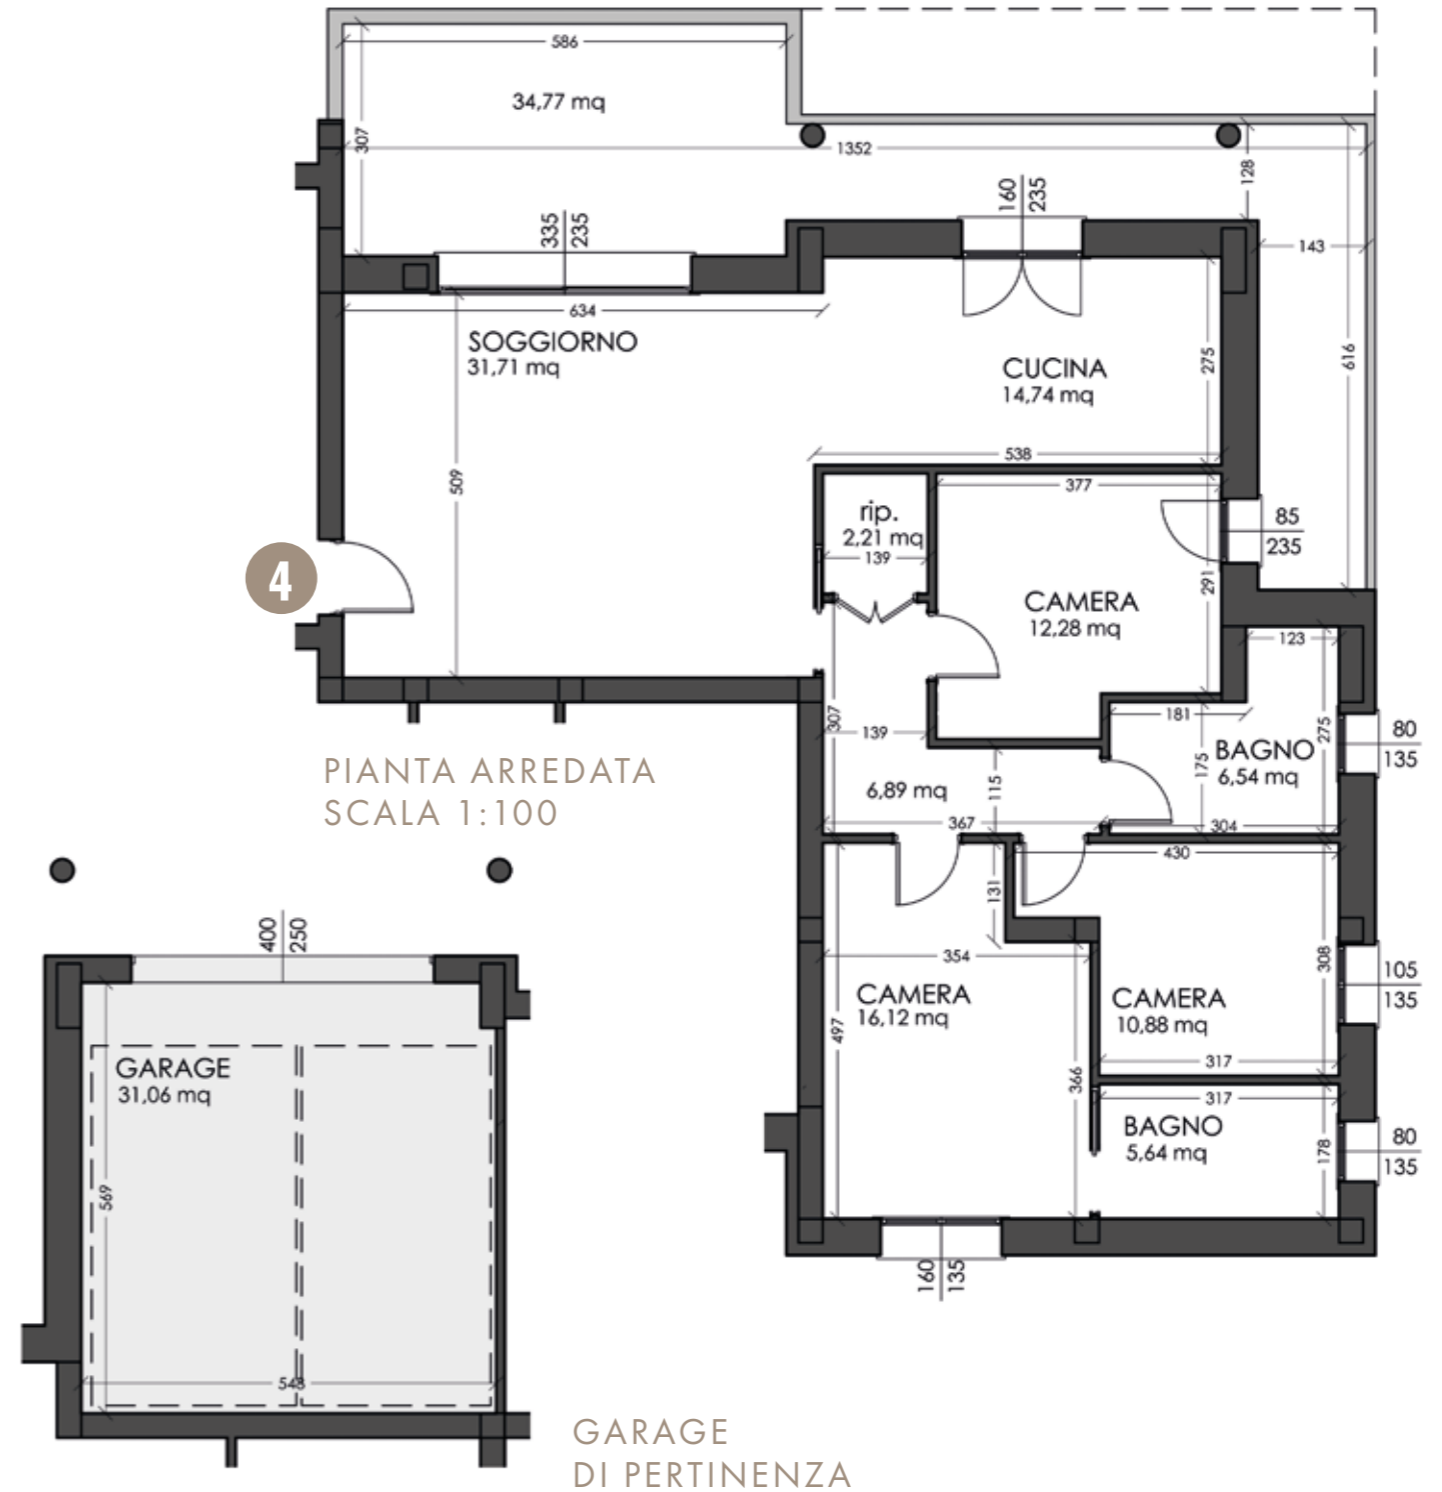 586
34,77 mq
307
1352
128
160
235
335
235
143
634
SOGGIORNO
31,71 mq
CUCINA
14,74 mq
275
616
538
509
377
rip.
2,21 mq
139
85
235
291
4
CAMERA
12,28 mq
123
307
139
181
275
80
135
BAGNO
6,54 mq
175
PIANTA ARREDATA
SCALA 1:100
6,89 mq
115
367
304
430
131
400
250
354
308
105
135
CAMERA
16,12 mq
CAMERA
10,88 mq
497
317
366
GARAGE
31,06 mq
317
BAGNO
5,64 mq
178
80
135
569
160
135
543
GARAGE
DI PERTINENZA